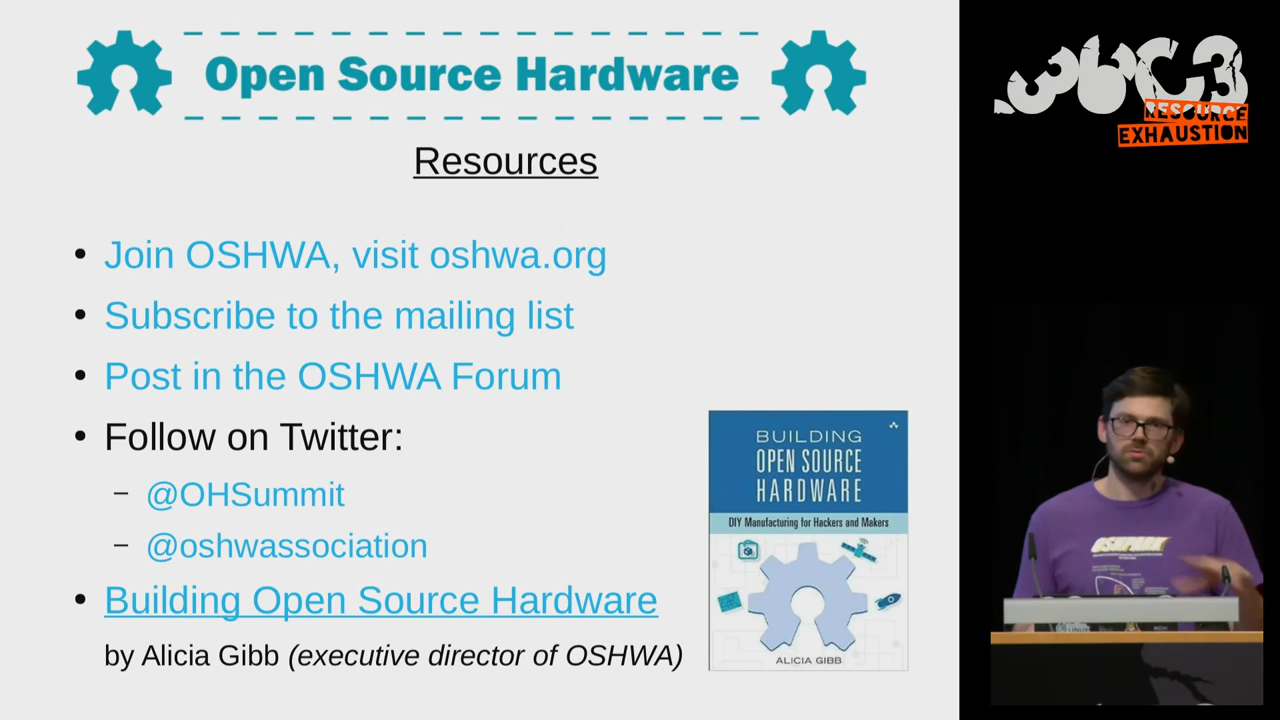 Open Source Hardware
Resources
• Join OSHWA, visit oshwa.org
• Subscribe to the mailing list
• Post in the OSHWA Forum
• Follow on Twitter:
– @OHSummit
– @oshwassociation
• Building Open Source Hardware
by Alicia Gibb (executive director of OSHWA)
BUILDING
OPEN SOURCE
HARDWARE
DIY Manufacturing for Hackers and Makers
ALICIA GIBB
36C3
RESOURCE
EXHAUSTION
OSHPARK